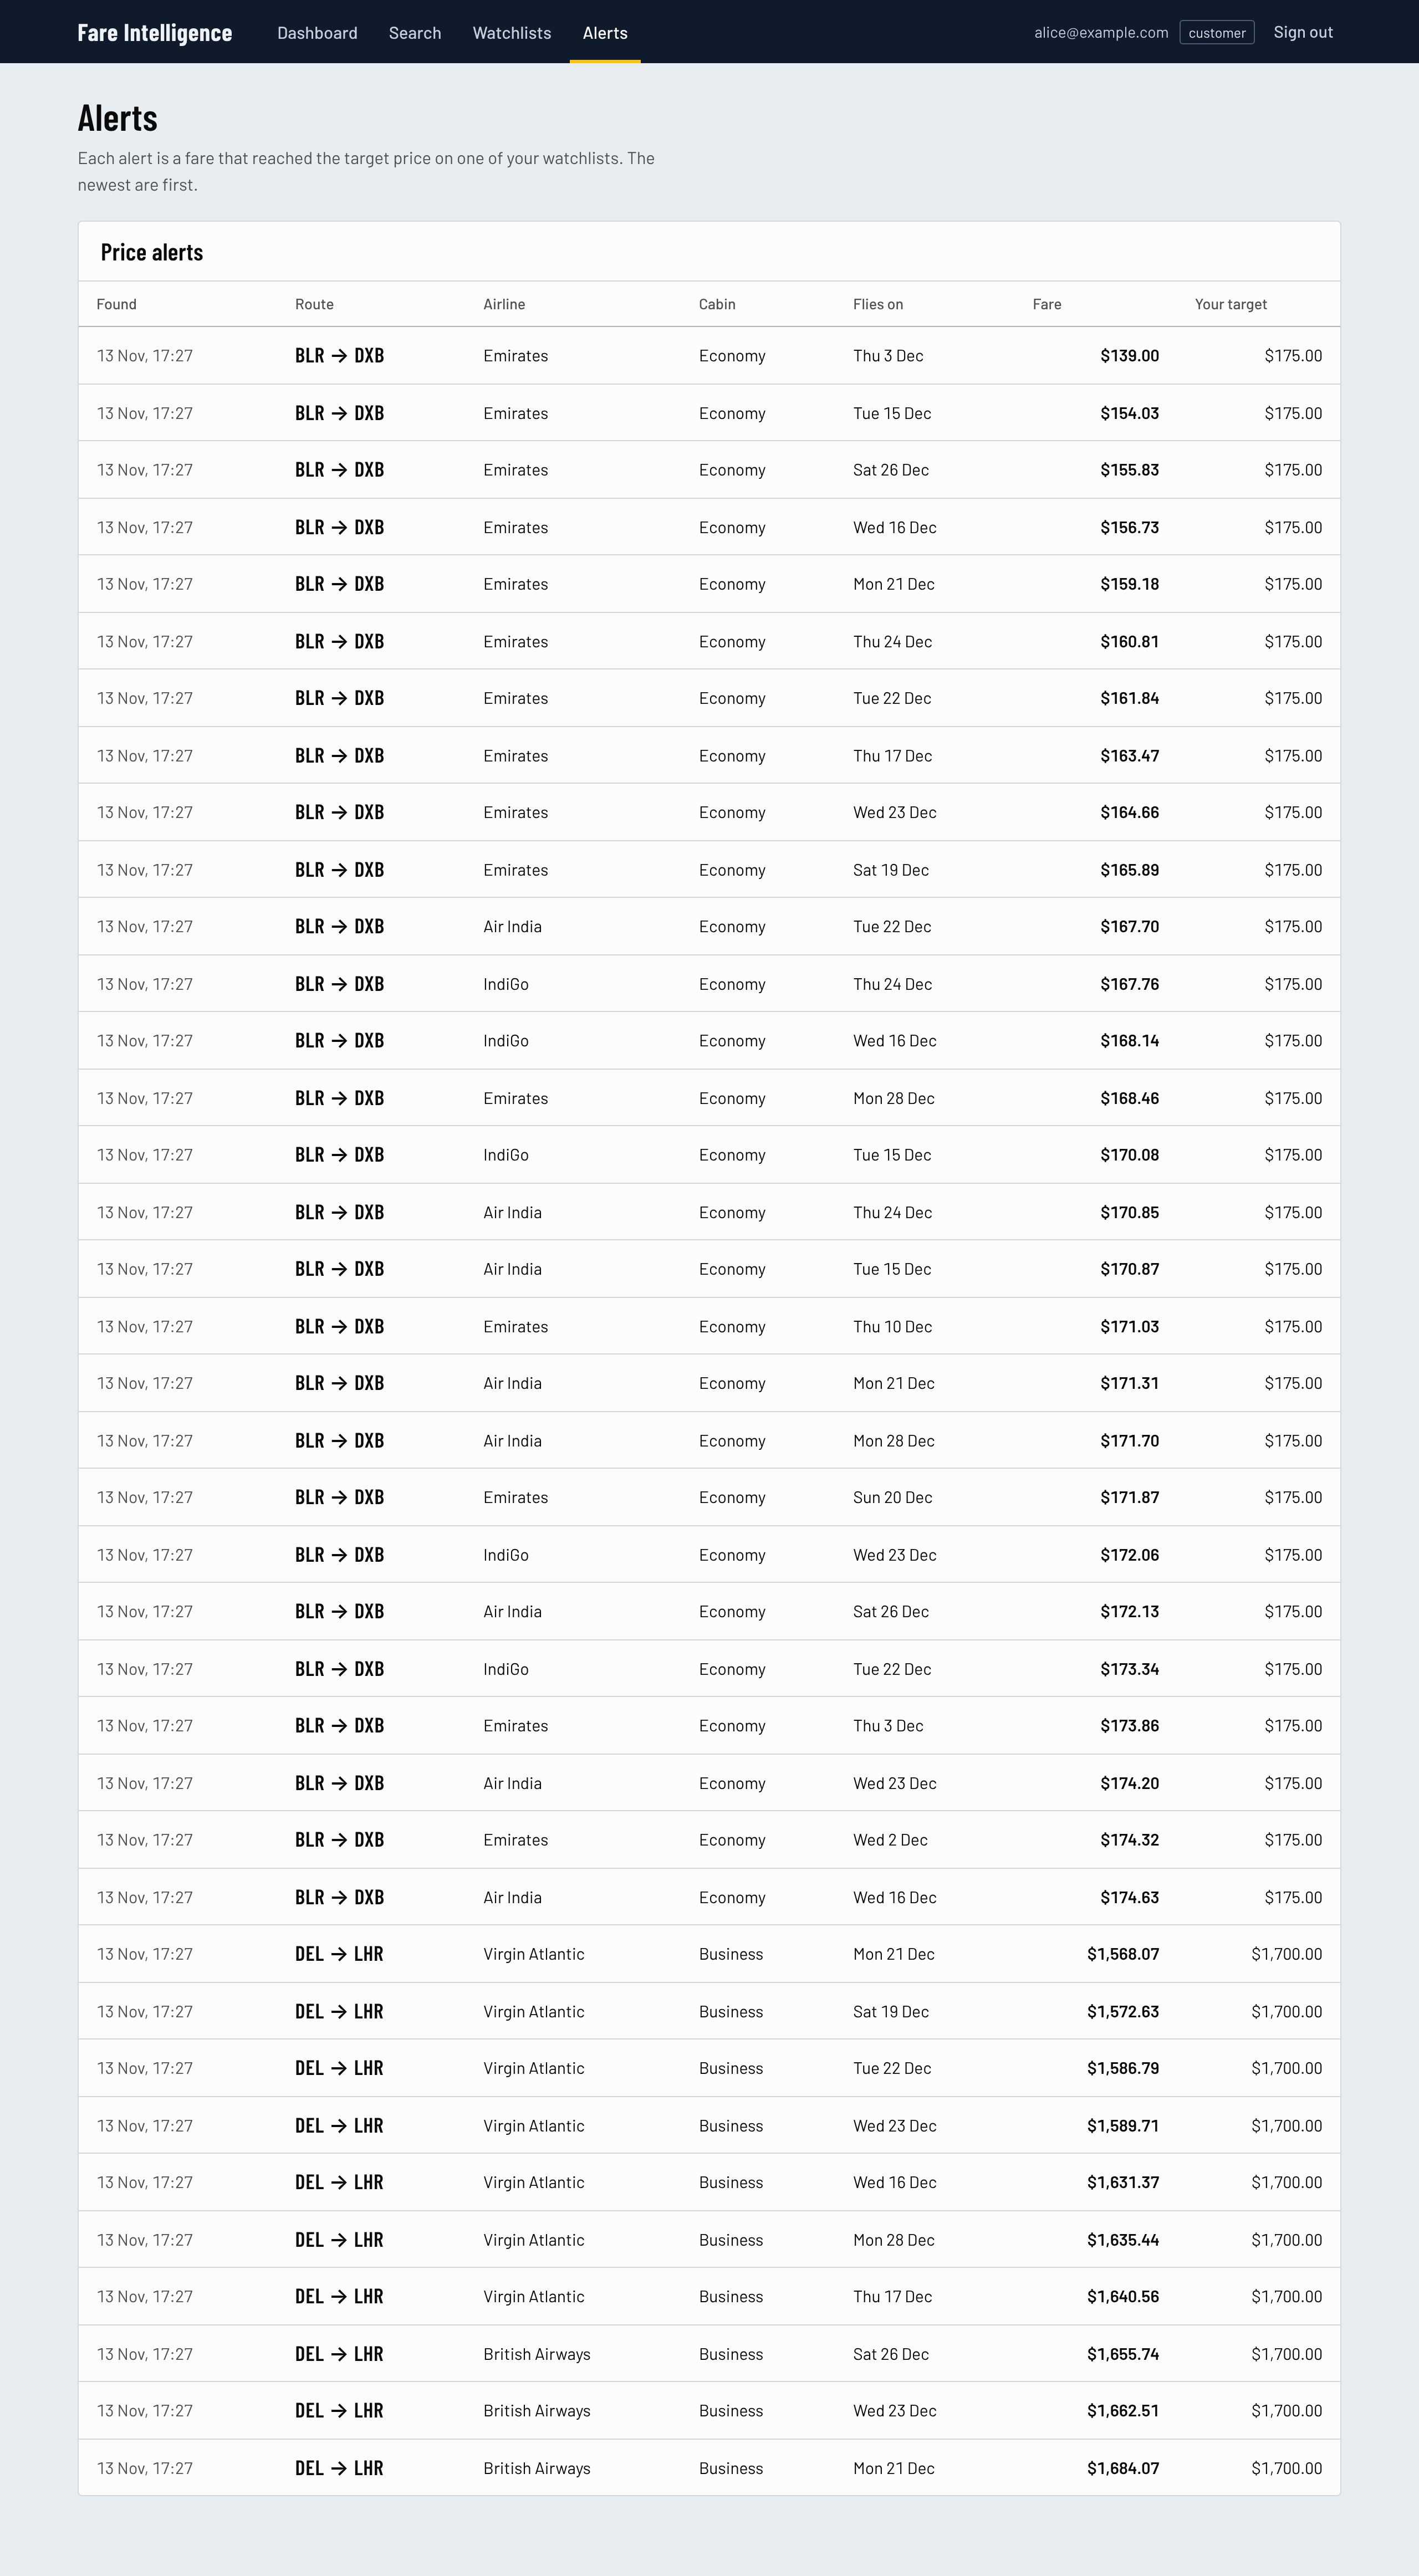 Fare Intelligence Dashboard Search Watchlists Alerts alice@example.com customer Sign out
Alerts
Each alert is a fare that reached the target price on one of your watchlists. The
newest are first.
Price alerts
Found Route Airline Cabin Flies on Fare Your target
13 Nov, 17:27 BLR → DXB Emirates Economy Thu 3 Dec $139.00 $175.00
13 Nov, 17:27 BLR → DXB Emirates Economy Tue 15 Dec $154.03 $175.00
13 Nov, 17:27 BLR → DXB Emirates Economy Sat 26 Dec $155.83 $175.00
13 Nov, 17:27 BLR → DXB Emirates Economy Wed 16 Dec $156.73 $175.00
13 Nov, 17:27 BLR → DXB Emirates Economy Mon 21 Dec $159.18 $175.00
13 Nov, 17:27 BLR → DXB Emirates Economy Thu 24 Dec $160.81 $175.00
13 Nov, 17:27 BLR → DXB Emirates Economy Tue 22 Dec $161.84 $175.00
13 Nov, 17:27 BLR → DXB Emirates Economy Thu 17 Dec $163.47 $175.00
13 Nov, 17:27 BLR → DXB Emirates Economy Wed 23 Dec $164.66 $175.00
13 Nov, 17:27 BLR → DXB Emirates Economy Sat 19 Dec $165.89 $175.00
13 Nov, 17:27 BLR → DXB Air India Economy Tue 22 Dec $167.70 $175.00
13 Nov, 17:27 BLR → DXB IndiGo Economy Thu 24 Dec $167.76 $175.00
13 Nov, 17:27 BLR → DXB IndiGo Economy Wed 16 Dec $168.14 $175.00
13 Nov, 17:27 BLR → DXB Emirates Economy Mon 28 Dec $168.46 $175.00
13 Nov, 17:27 BLR → DXB IndiGo Economy Tue 15 Dec $170.08 $175.00
13 Nov, 17:27 BLR → DXB Air India Economy Thu 24 Dec $170.85 $175.00
13 Nov, 17:27 BLR → DXB Air India Economy Tue 15 Dec $170.87 $175.00
13 Nov, 17:27 BLR → DXB Emirates Economy Thu 10 Dec $171.03 $175.00
13 Nov, 17:27 BLR → DXB Air India Economy Mon 21 Dec $171.31 $175.00
13 Nov, 17:27 BLR → DXB Air India Economy Mon 28 Dec $171.70 $175.00
13 Nov, 17:27 BLR → DXB Emirates Economy Sun 20 Dec $171.87 $175.00
13 Nov, 17:27 BLR → DXB IndiGo Economy Wed 23 Dec $172.06 $175.00
13 Nov, 17:27 BLR → DXB Air India Economy Sat 26 Dec $172.13 $175.00
13 Nov, 17:27 BLR → DXB IndiGo Economy Tue 22 Dec $173.34 $175.00
13 Nov, 17:27 BLR → DXB Emirates Economy Thu 3 Dec $173.86 $175.00
13 Nov, 17:27 BLR → DXB Air India Economy Wed 23 Dec $174.20 $175.00
13 Nov, 17:27 BLR → DXB Emirates Economy Wed 2 Dec $174.32 $175.00
13 Nov, 17:27 BLR → DXB Air India Economy Wed 16 Dec $174.63 $175.00
13 Nov, 17:27 DEL → LHR Virgin Atlantic Business Mon 21 Dec $1,568.07 $1,700.00
13 Nov, 17:27 DEL → LHR Virgin Atlantic Business Sat 19 Dec $1,572.63 $1,700.00
13 Nov, 17:27 DEL → LHR Virgin Atlantic Business Tue 22 Dec $1,586.79 $1,700.00
13 Nov, 17:27 DEL → LHR Virgin Atlantic Business Wed 23 Dec $1,589.71 $1,700.00
13 Nov, 17:27 DEL → LHR Virgin Atlantic Business Wed 16 Dec $1,631.37 $1,700.00
13 Nov, 17:27 DEL → LHR Virgin Atlantic Business Mon 28 Dec $1,635.44 $1,700.00
13 Nov, 17:27 DEL → LHR Virgin Atlantic Business Thu 17 Dec $1,640.56 $1,700.00
13 Nov, 17:27 DEL → LHR British Airways Business Sat 26 Dec $1,655.74 $1,700.00
13 Nov, 17:27 DEL → LHR British Airways Business Wed 23 Dec $1,662.51 $1,700.00
13 Nov, 17:27 DEL → LHR British Airways Business Mon 21 Dec $1,684.07 $1,700.00